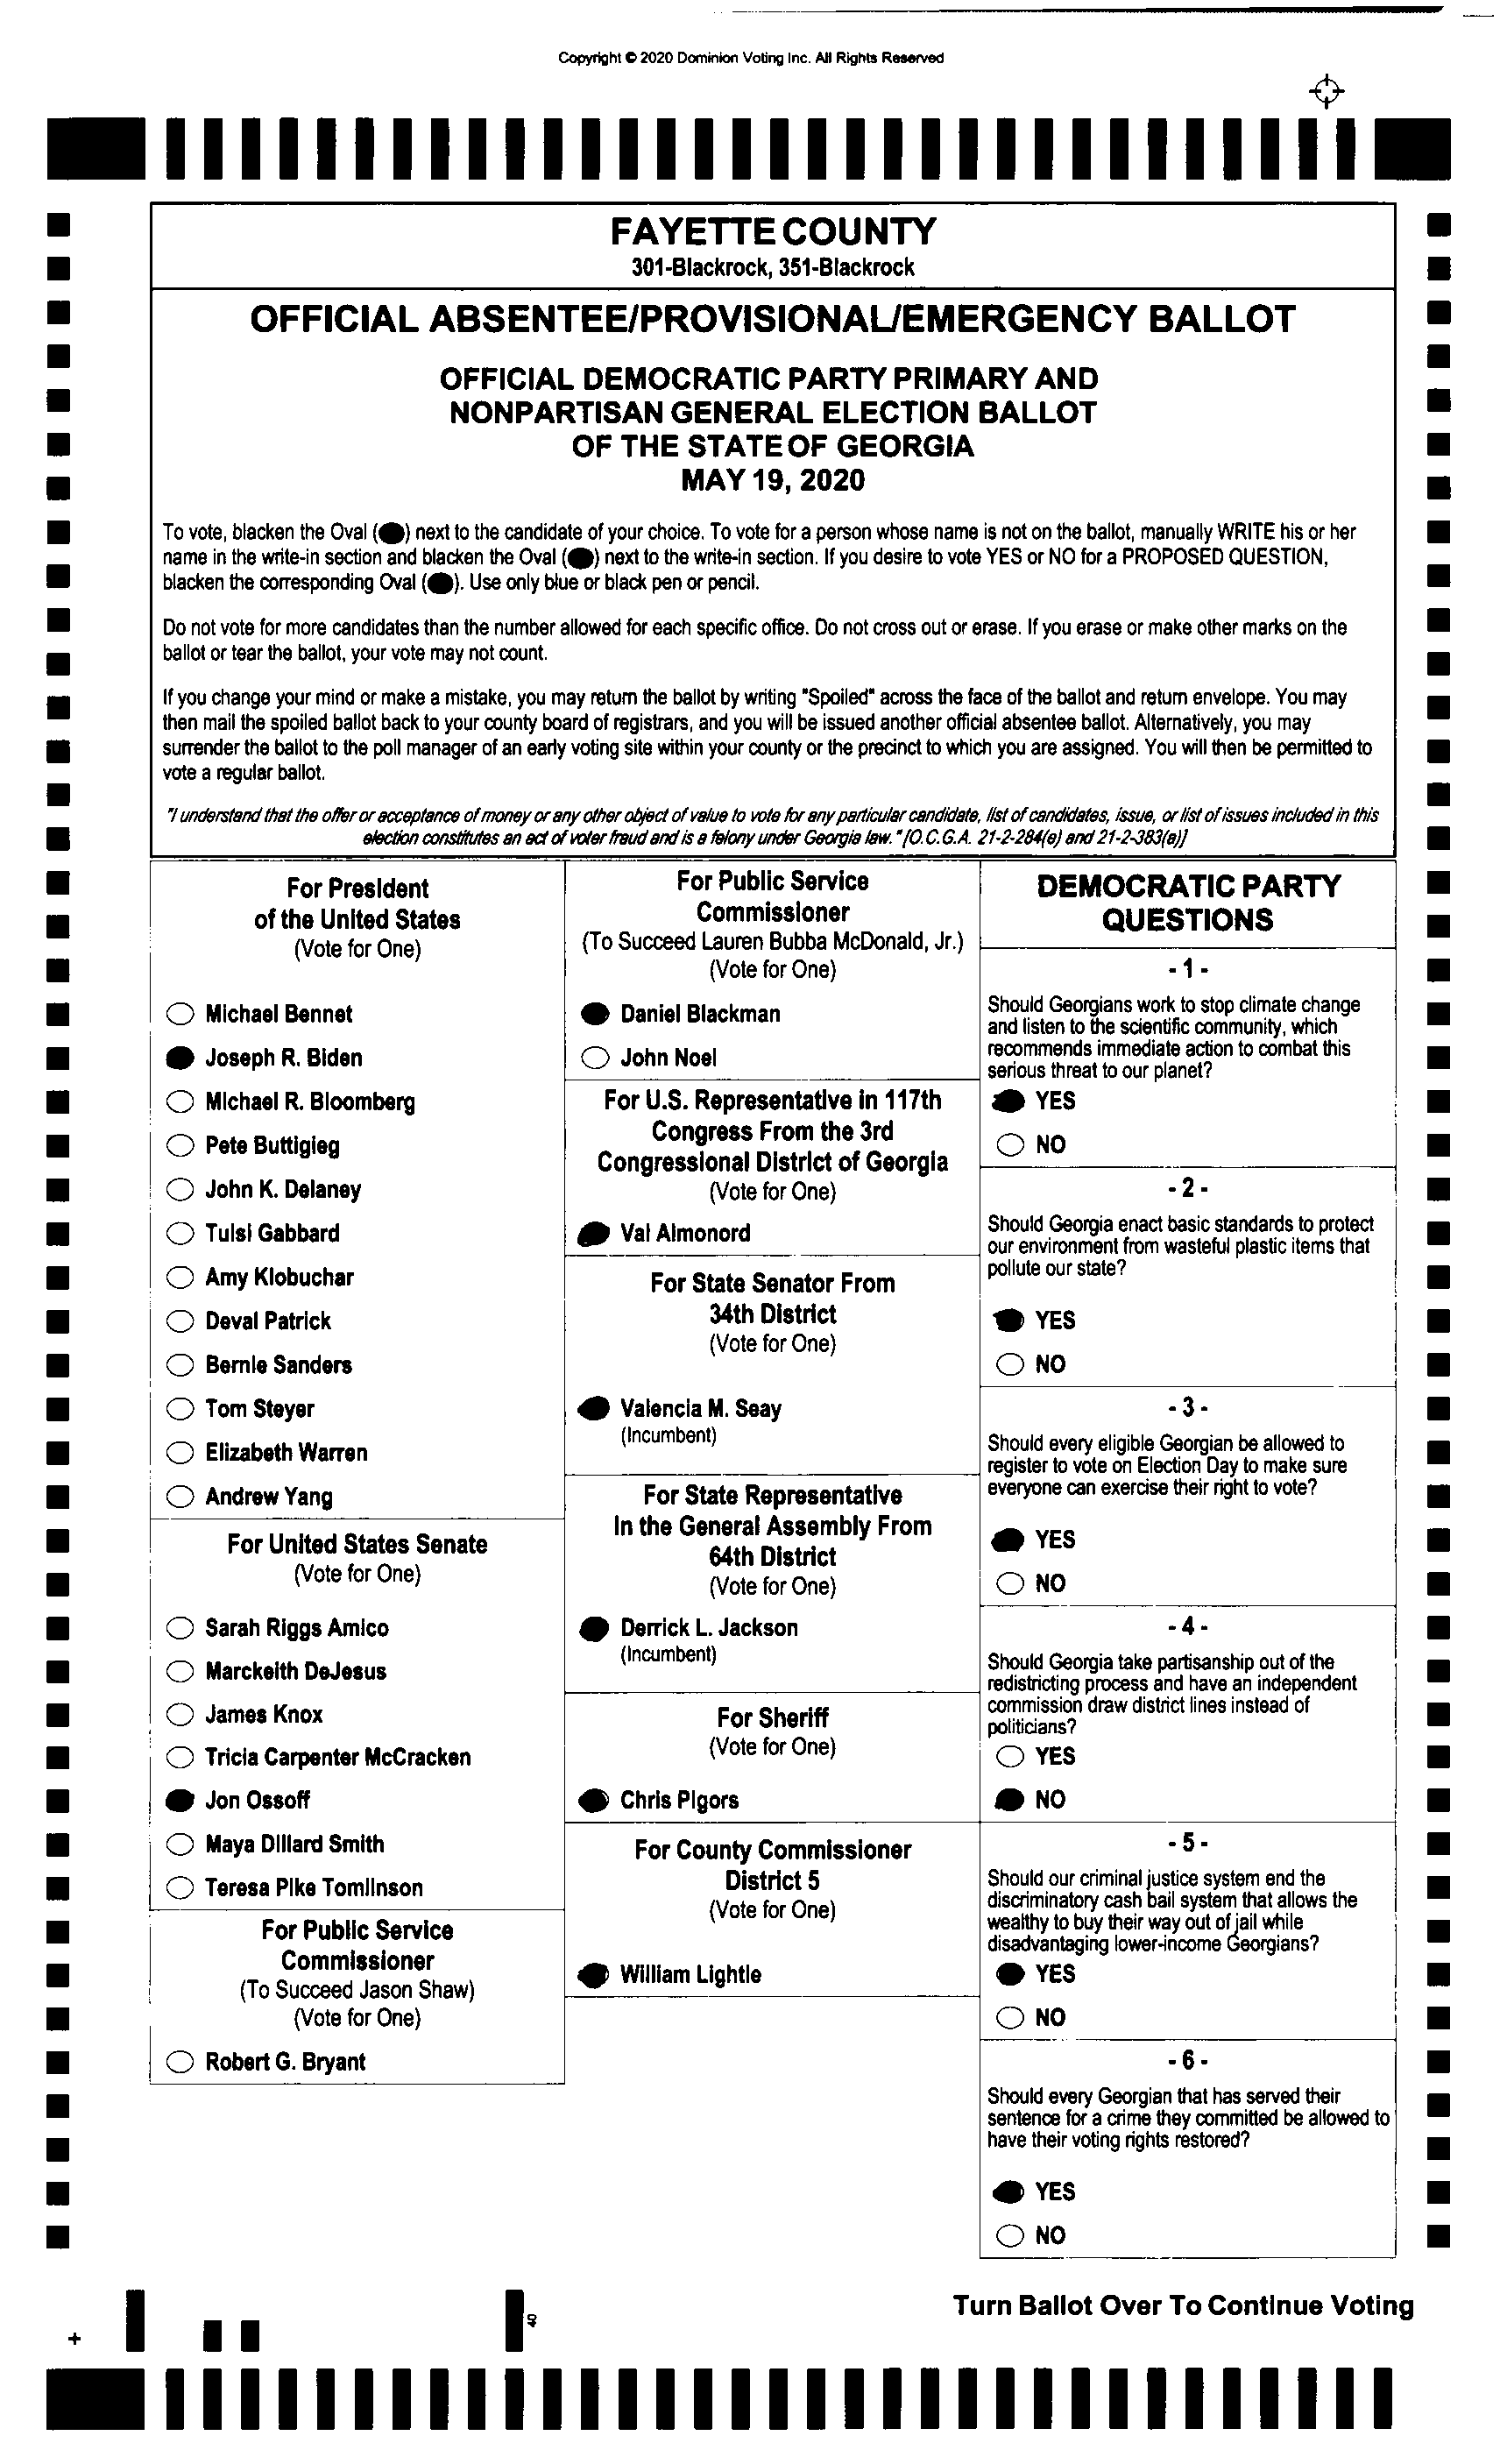 Copyright © 2020 Dominion Voting Inc. All Rights Reserved
FAYETTE COUNTY
301-Blackrock, 351-Blackrock
OFFICIAL ABSENTEE/PROVISIONAL/EMERGENCY BALLOT
OFFICIAL DEMOCRATIC PARTY PRIMARY AND
NONPARTISAN GENERAL ELECTION BALLOT
OF THE STATE OF GEORGIA
MAY 19, 2020
To vote, blacken the Oval () next to the candidate of your choice. To vote for a person whose name is not on the ballot, manually WRITE his or her
name in the write-in section and blacken the Oval () next to the write-in section. If you desire to vote YES or NO for a PROPOSED QUESTION,
blacken the corresponding Oval (). Use only blue or black pen or pencil.
Do not vote for more candidates than the number allowed for each specific office. Do not cross out or erase. If you erase or make other marks on the
ballot or tear the ballot, your vote may not count.
If you change your mind or make a mistake, you may return the ballot by writing "Spoiled" across the face of the ballot and return envelope. You may
then mail the spoiled ballot back to your county board of registrars, and you will be issued another official absentee ballot. Alternatively, you may
surrender the ballot to the poll manager of an early voting site within your county or the precinct to which you are assigned. You will then be permitted to
vote a regular ballot.
"I understand that the offer or acceptance of money or any other object of value to vote for any particular candidate, list of candidates, issue, or list of issues included in this
election constitutes an act of voter fraud and is a felony under Georgia law." [O.C.G.A. 21-2-284(e) and 21-2-383(a)]
For President
of the United States
(Vote for One)
Michael Bennet
Joseph R. Biden
Michael R. Bloomberg
Pete Buttigieg
John K. Delaney
Tulsi Gabbard
Amy Klobuchar
Deval Patrick
Bernie Sanders
Tom Steyer
Elizabeth Warren
Andrew Yang
For United States Senate
(Vote for One)
Sarah Riggs Amico
Marckeith DeJesus
James Knox
Tricia Carpenter McCracken
Jon Ossoff
Maya Dillard Smith
Teresa Pike Tomlinson
For Public Service
Commissioner
(To Succeed Jason Shaw)
(Vote for One)
Robert G. Bryant
For Public Service
Commissioner
(To Succeed Lauren Bubba McDonald, Jr.)
(Vote for One)
Daniel Blackman
John Noel
For U.S. Representative in 117th
Congress From the 3rd
Congressional District of Georgia
(Vote for One)
Val Almonord
For State Senator From
34th District
(Vote for One)
Valencia M. Seay
(Incumbent)
For State Representative
In the General Assembly From
64th District
(Vote for One)
Derrick L. Jackson
(Incumbent)
For Sheriff
(Vote for One)
Chris Pigors
For County Commissioner
District 5
(Vote for One)
William Lightle
DEMOCRATIC PARTY
QUESTIONS
- 1 -
Should Georgians work to stop climate change
and listen to the scientific community, which
recommends immediate action to combat this
serious threat to our planet?
YES
NO
- 2 -
Should Georgia enact basic standards to protect
our environment from wasteful plastic items that
pollute our state?
YES
NO
- 3 -
Should every eligible Georgian be allowed to
register to vote on Election Day to make sure
everyone can exercise their right to vote?
YES
NO
- 4 -
Should Georgia take partisanship out of the
redistricting process and have an independent
commission draw district lines instead of
politicians?
YES
NO
- 5 -
Should our criminal justice system end the
discriminatory cash bail system that allows the
wealthy to buy their way out of jail while
disadvantaging lower-income Georgians?
YES
NO
- 6 -
Should every Georgian that has served their
sentence for a crime they committed be allowed to
have their voting rights restored?
YES
NO
Turn Ballot Over To Continue Voting
+